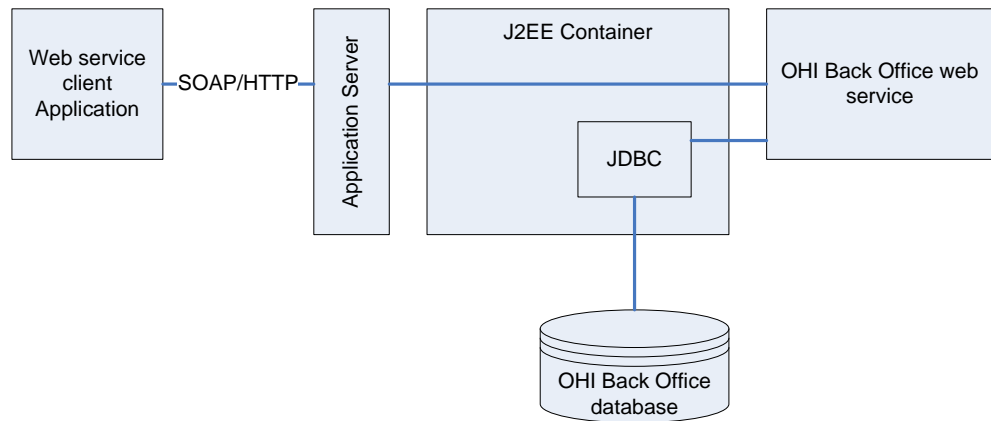 Web service
client
Application
SOAP/HTTP
Application Server
J2EE Container
JDBC
OHI Back Office web
service
OHI Back Office
database